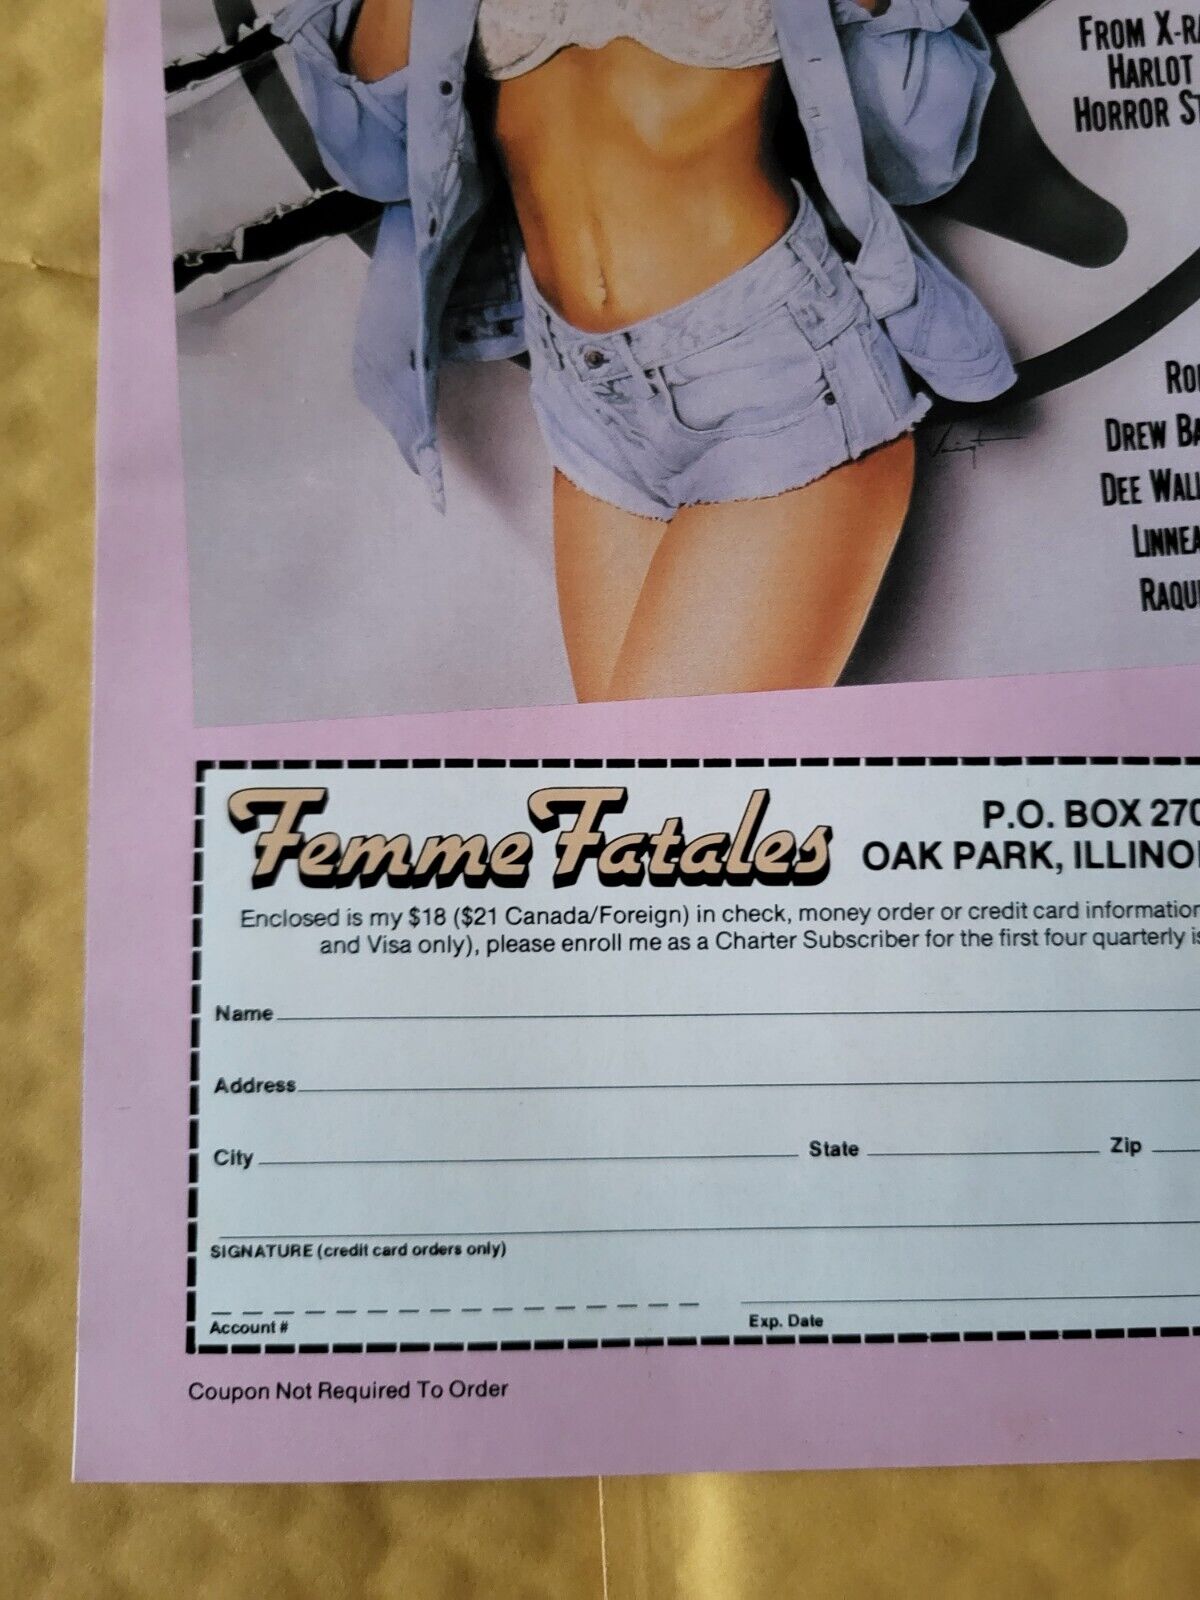 FROM X-RA
HARLOT
HORROR ST
ROI
DREW BA
DEE WALL
LINNEA
RAQU
Femme Fatales
P.O. BOX 270
OAK PARK, ILLINOI
Enclosed is my $18 ($21 Canada/Foreign) in check, money order or credit card information
and Visa only), please enroll me as a Charter Subscriber for the first four quarterly is
Name
Address
City State Zip
SIGNATURE (credit card orders only)
Account # Exp. Date
Coupon Not Required To Order